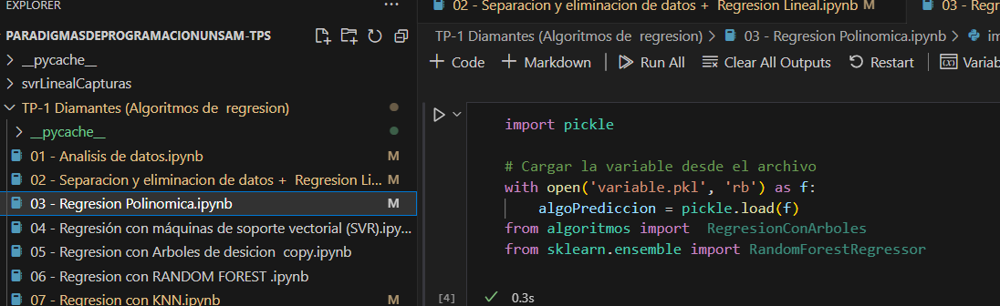 EXPLORER
PARADIGMASDEPROGRAMACIONUNSAM-TPS
__pycache__
svrLinealCapturas
TP-1 Diamantes (Algoritmos de regresion)
__pycache__
01 - Analisis de datos.ipynb M
02 - Separacion y eliminacion de datos + Regresion Li... M
03 - Regresion Polinomica.ipynb M
04 - Regresión con máquinas de soporte vectorial (SVR).ipy...
05 - Regresion con Arboles de desicion copy.ipynb
06 - Regresion con RANDOM FOREST .ipynb
07 - Regresion con KNN.ipynb M
02 - Separacion y eliminacion de datos + Regresion Lineal.ipynb M
03 - Regr
TP-1 Diamantes (Algoritmos de regresion) > 03 - Regresion Polinomica.ipynb > im
+ Code + Markdown Run All Clear All Outputs Restart Variab
import pickle
# Cargar la variable desde el archivo
with open('variable.pkl', 'rb') as f:
algoPrediccion = pickle.load(f)
from algoritmos import RegresionConArboles
from sklearn.ensemble import RandomForestRegressor
[4] 0.3s